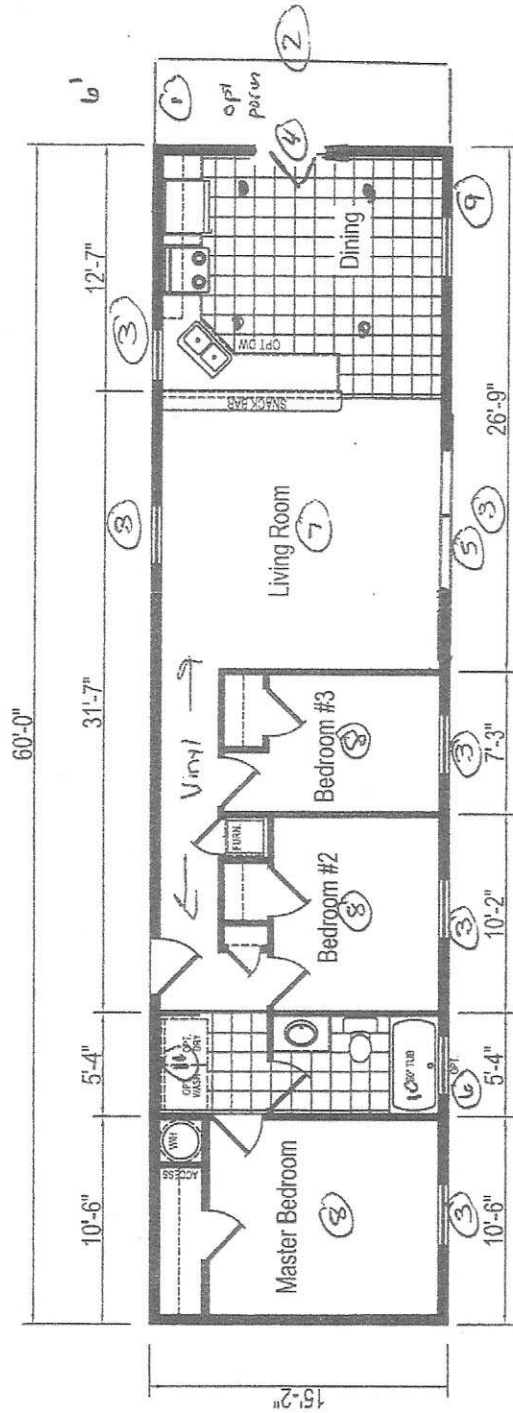 60'-0"
10'-6"
5'-4"
31'-7"
12'-7"
6'
3
3
1
opt
2
15'-2"
ACCESS
WH
OPT. WASH
OPT. DRY
11
Vinyl
FURN.
SNACK BAR
OPT DW
4
Master Bedroom
8
10
60" TUB
Bedroom #2
8
Bedroom #3
8
Living Room
7
Dining
3
6
OPT.
3
3
5
3
9
10'-6"
5'-4"
10'-2"
7'-3"
26'-9"